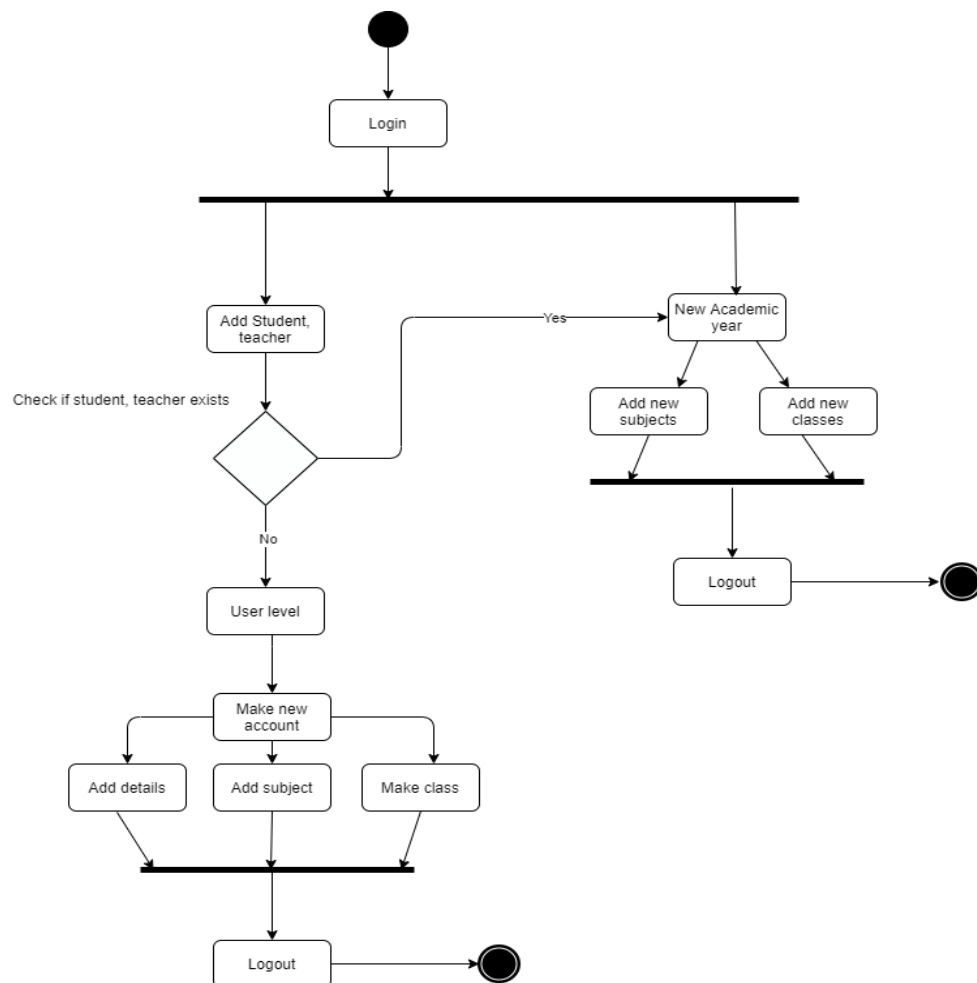 Login
Add Student,
teacher
Yes
New Academic
year
Check if student, teacher exists
Add new
subjects
Add new
classes
No
Logout
User level
Make new
account
Add details
Add subject
Make class
Logout